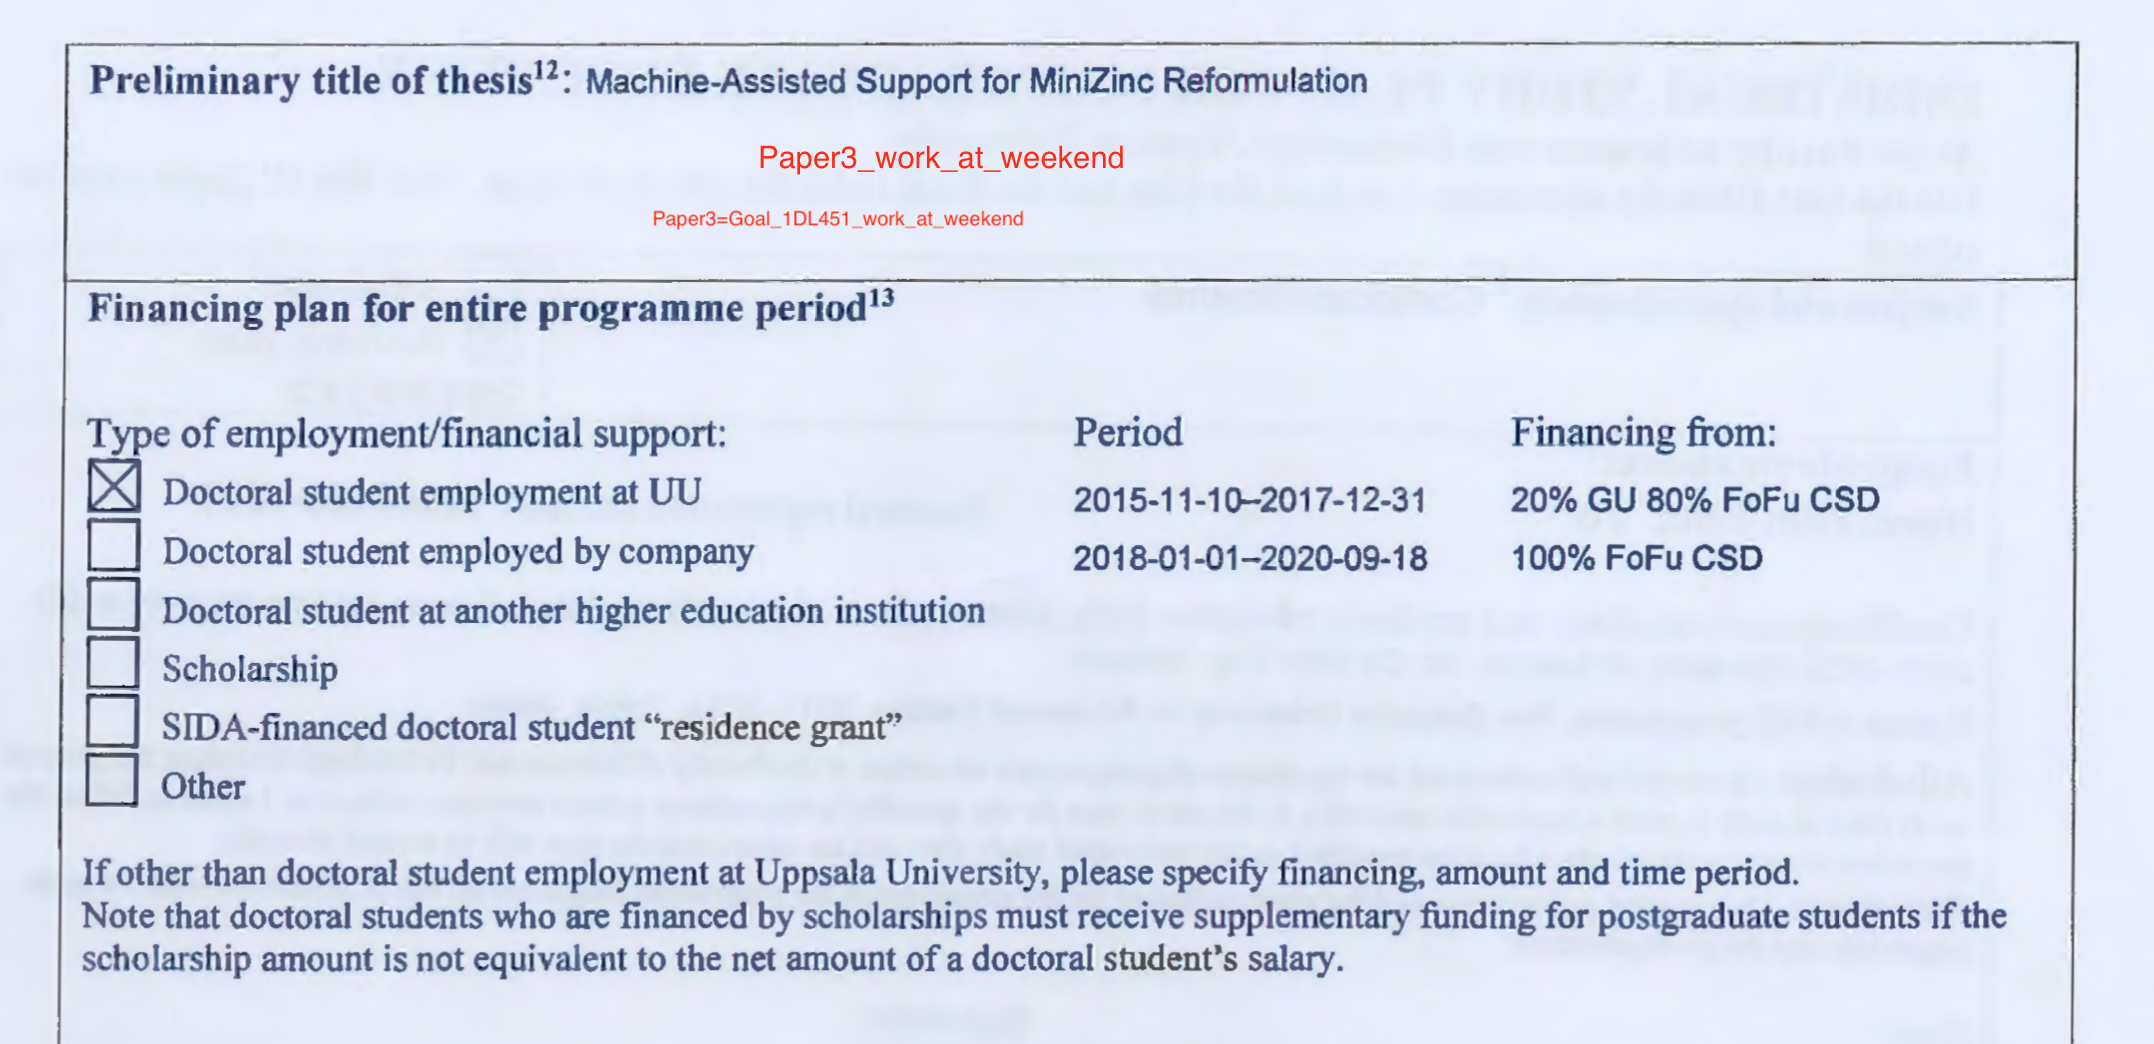 Preliminary title of thesis¹²: Machine-Assisted Support for MiniZinc Reformulation
Paper3_work_at_weekend
Paper3=Goal_1DL451_work_at_weekend
Financing plan for entire programme period¹³
Type of employment/financial support: Period Financing from:
Doctoral student employment at UU 2015-11-10–2017-12-31 20% GU 80% FoFu CSD
Doctoral student employed by company 2018-01-01–2020-09-18 100% FoFu CSD
Doctoral student at another higher education institution
Scholarship
SIDA-financed doctoral student “residence grant”
Other
If other than doctoral student employment at Uppsala University, please specify financing, amount and time period.
Note that doctoral students who are financed by scholarships must receive supplementary funding for postgraduate students if the
scholarship amount is not equivalent to the net amount of a doctoral student’s salary.